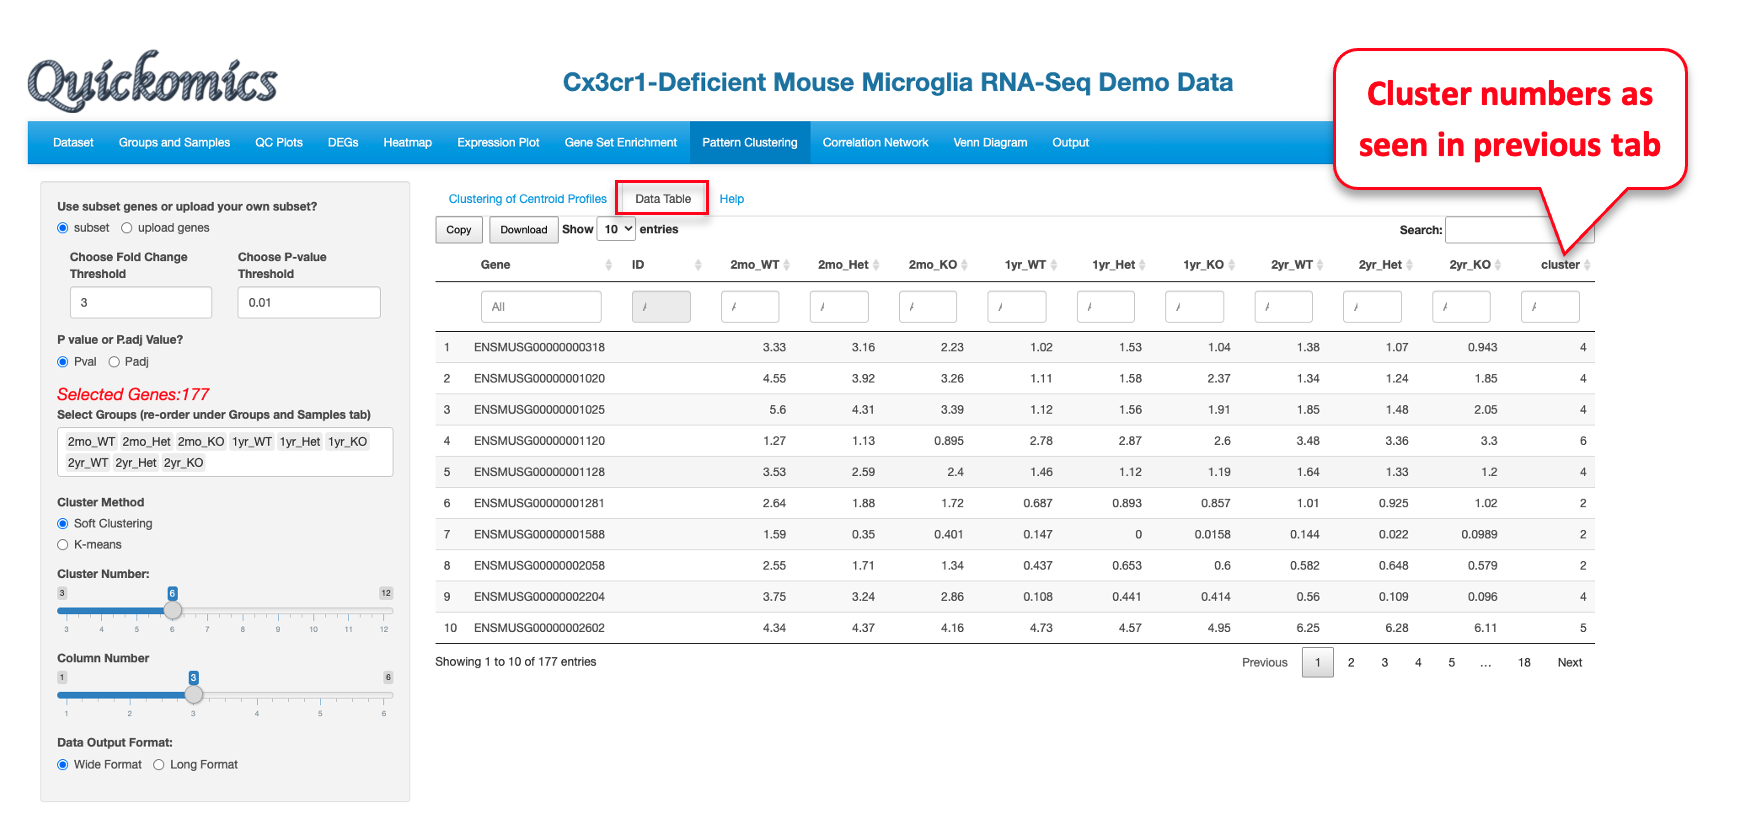 Quickomics
Cx3cr1-Deficient Mouse Microglia RNA-Seq Demo Data
Cluster numbers as
seen in previous tab
Dataset Groups and Samples QC Plots DEGs Heatmap Expression Plot Gene Set Enrichment Pattern Clustering Correlation Network Venn Diagram Output
Use subset genes or upload your own subset?
subset upload genes
Choose Fold Change Threshold
Choose P-value Threshold
3 0.01
P value or P.adj Value?
Pval Padj
Selected Genes:177
Select Groups (re-order under Groups and Samples tab)
2mo_WT 2mo_Het 2mo_KO 1yr_WT 1yr_Het 1yr_KO
2yr_WT 2yr_Het 2yr_KO
Cluster Method
Soft Clustering
K-means
Cluster Number:
3 6 12
3 4 5 6 7 8 9 10 11 12
Column Number
1 3 6
1 2 3 4 5 6
Data Output Format:
Wide Format Long Format
Clustering of Centroid Profiles Data Table Help
Copy Download Show 10 entries Search:
Gene ID 2mo_WT 2mo_Het 2mo_KO 1yr_WT 1yr_Het 1yr_KO 2yr_WT 2yr_Het 2yr_KO cluster
All
1 ENSMUSG00000000318 3.33 3.16 2.23 1.02 1.53 1.04 1.38 1.07 0.943 4
2 ENSMUSG00000001020 4.55 3.92 3.26 1.11 1.58 2.37 1.34 1.24 1.85 4
3 ENSMUSG00000001025 5.6 4.31 3.39 1.12 1.56 1.91 1.85 1.48 2.05 4
4 ENSMUSG00000001120 1.27 1.13 0.895 2.78 2.87 2.6 3.48 3.36 3.3 6
5 ENSMUSG00000001128 3.53 2.59 2.4 1.46 1.12 1.19 1.64 1.33 1.2 4
6 ENSMUSG00000001281 2.64 1.88 1.72 0.687 0.893 0.857 1.01 0.925 1.02 2
7 ENSMUSG00000001588 1.59 0.35 0.401 0.147 0 0.0158 0.144 0.022 0.0989 2
8 ENSMUSG00000002058 2.55 1.71 1.34 0.437 0.653 0.6 0.582 0.648 0.579 2
9 ENSMUSG00000002204 3.75 3.24 2.86 0.108 0.441 0.414 0.56 0.109 0.096 4
10 ENSMUSG00000002602 4.34 4.37 4.16 4.73 4.57 4.95 6.25 6.28 6.11 5
Showing 1 to 10 of 177 entries
Previous 1 2 3 4 5 ... 18 Next